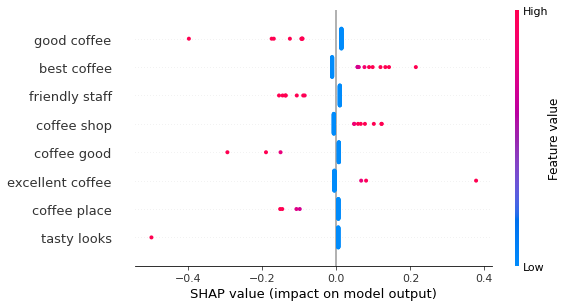 High
good coffee
best coffee
friendly staff
coffee shop
coffee good
excellent coffee
coffee place
tasty looks
Feature value
Low
−0.4 −0.2 0.0 0.2 0.4
SHAP value (impact on model output)